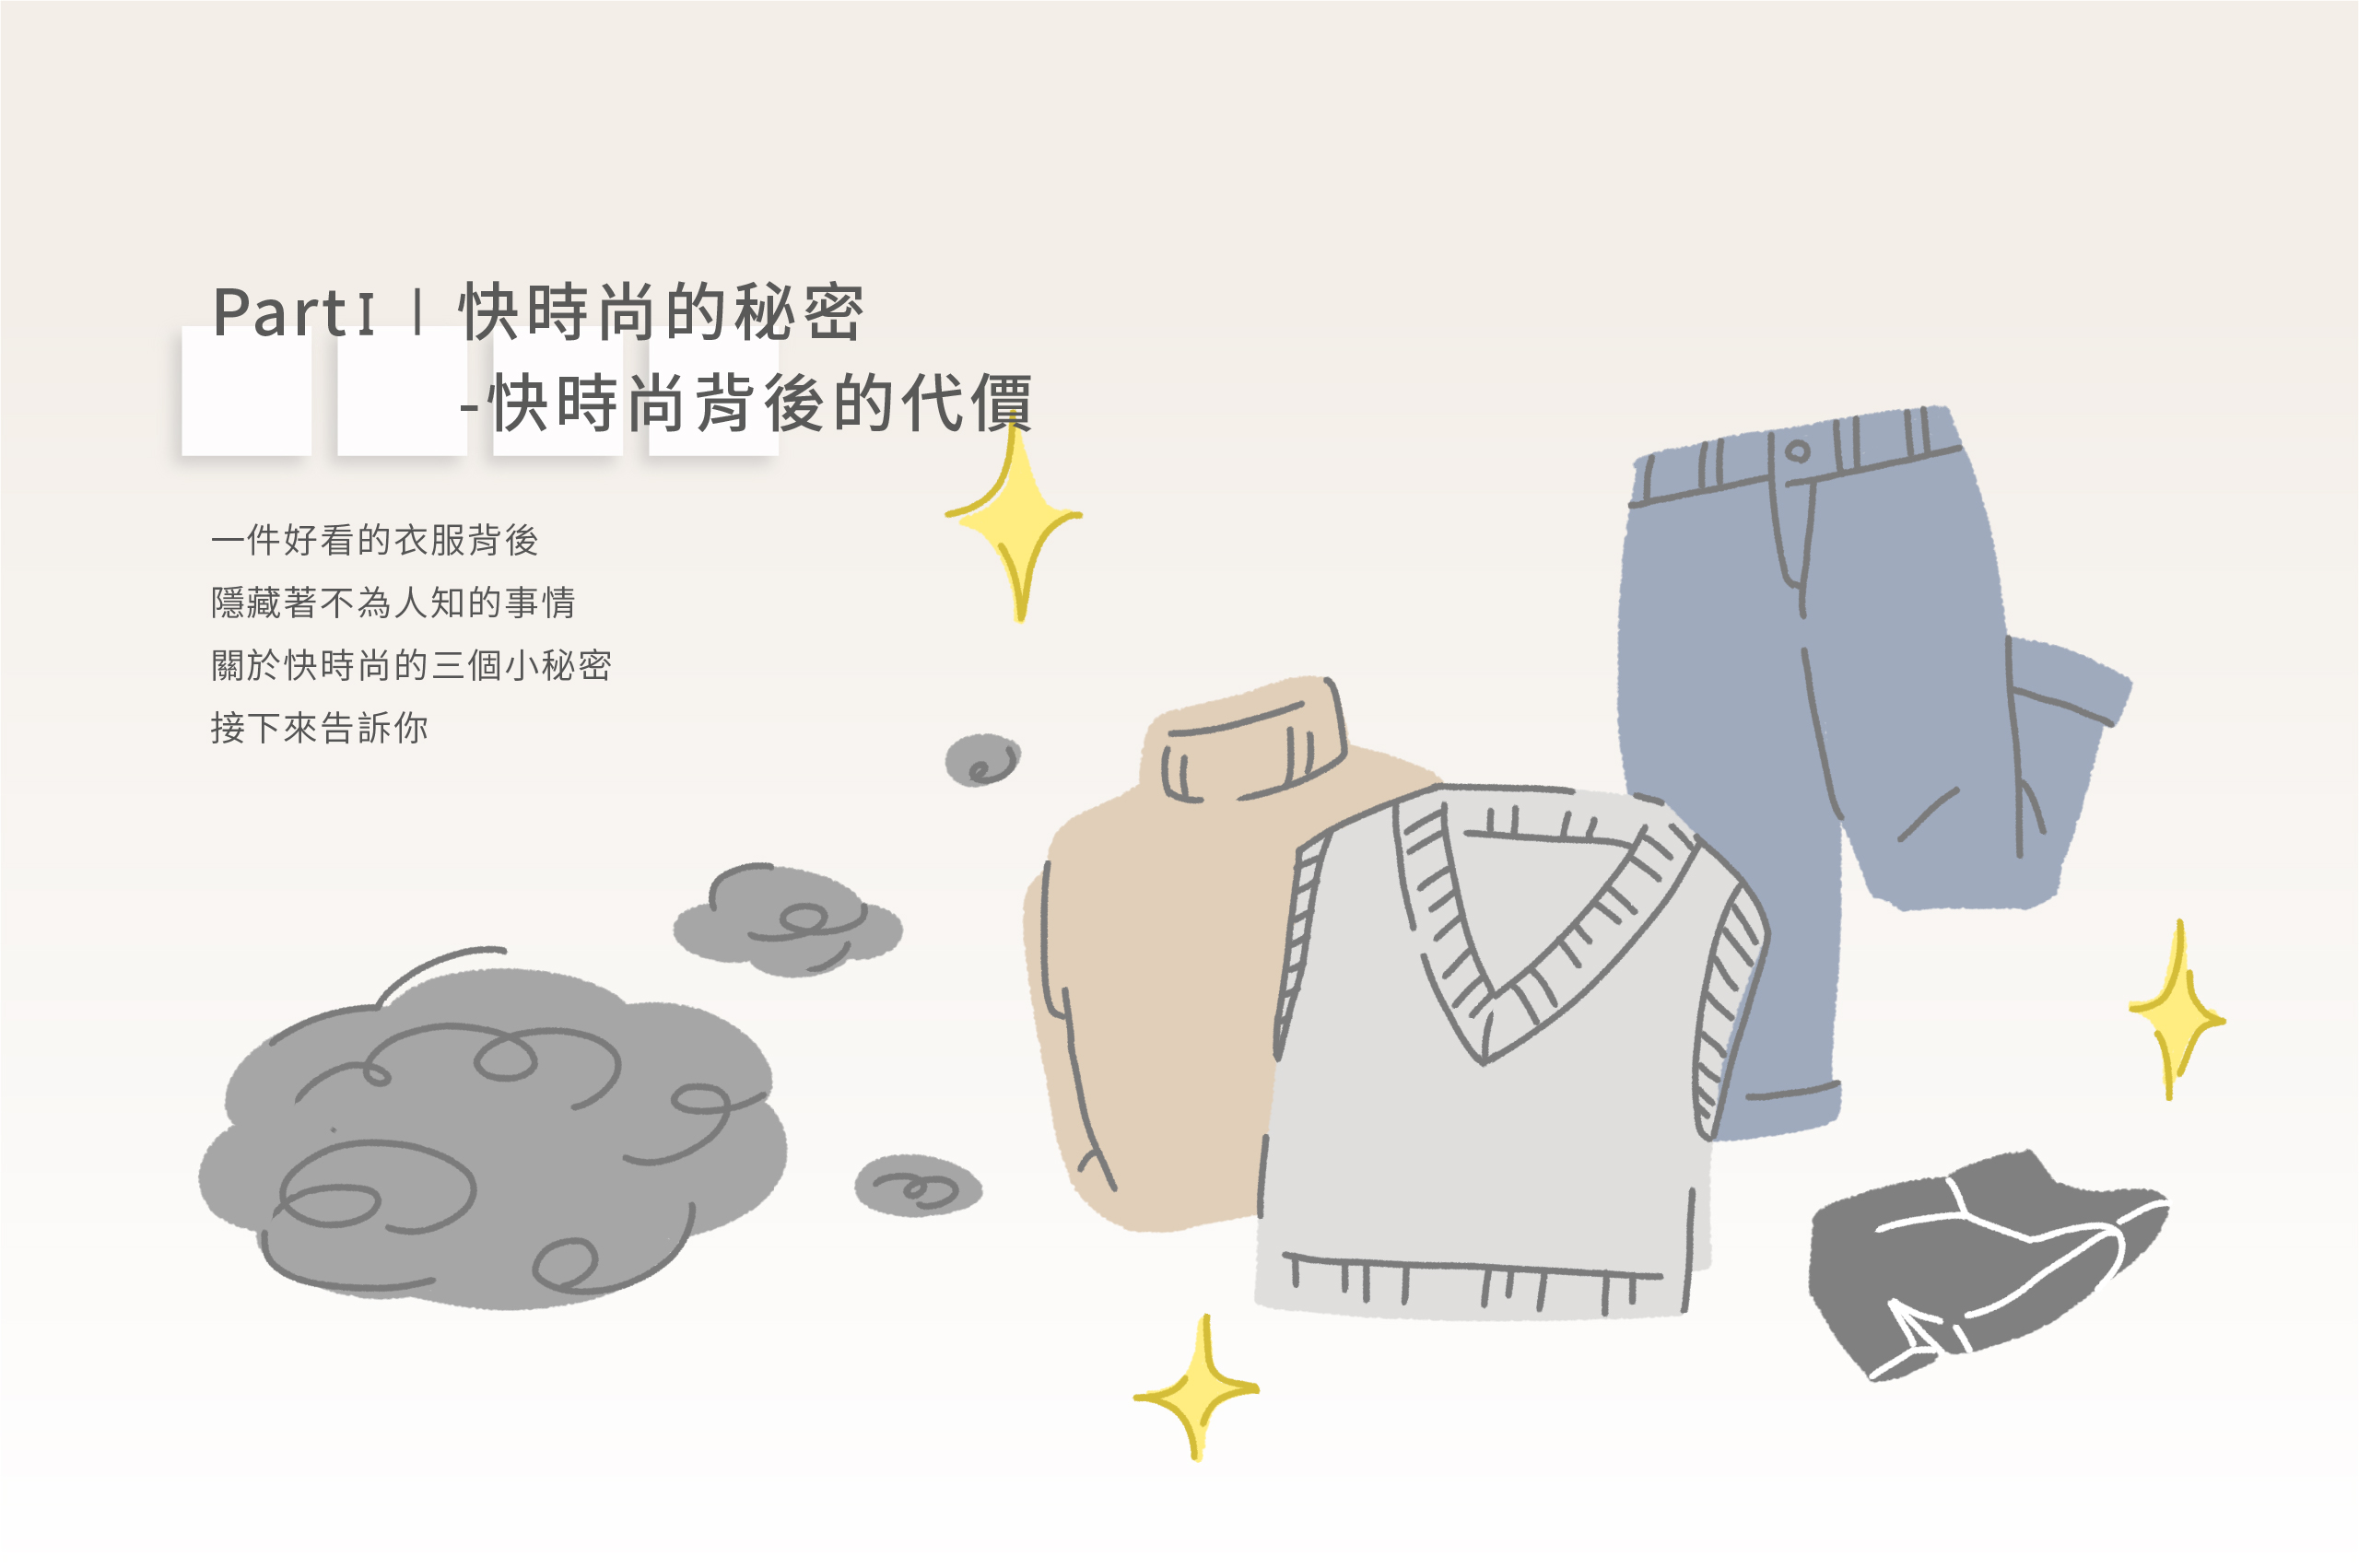 PartI | 快時尚的秘密
-快時尚背後的代價
一件好看的衣服背後
隱藏著不為人知的事情
關於快時尚的三個小秘密
接下來告訴你